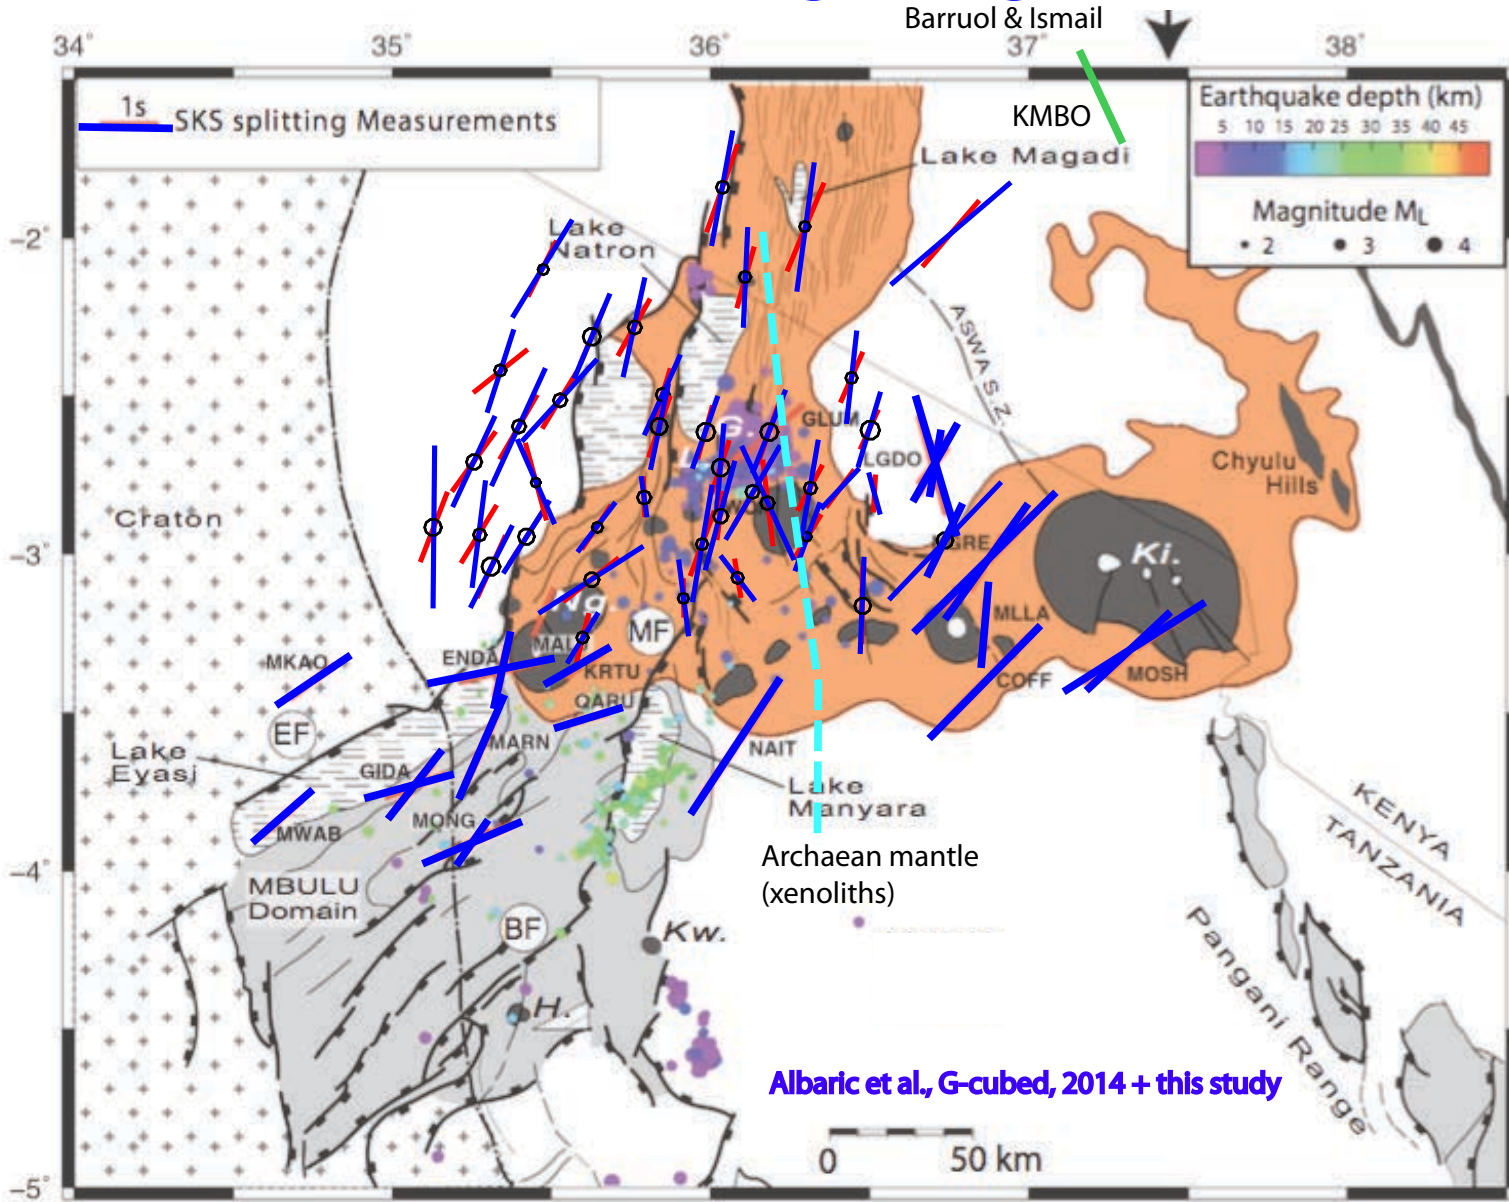 Barruol & Ismail
34°
35°
36°
37°
38°
1s
SKS splitting Measurements
KMBO
Earthquake depth (km)
5 10 15 20 25 30 35 40 45
Magnitude ML
2 3 4
Lake Magadi
-2°
Lake
Natron
ASWA S.Z.
GLUM
G.
LGDO
Chyulu
Hills
Craton
-3°
Ki.
MLLA
MF
MAL
MKAO
ENDA
KRTU
COFF
MOSH
QARU
EF
MARN
NAIT
Lake
Eyasi
GIDA
Lake
Manyara
KENYA
TANZANIA
MWAB
MONG
-4°
Archaean mantle
(xenoliths)
MBULU
Domain
BF
Kw.
H.
Pangani Range
Albaric et al., G-cubed, 2014 + this study
0 50 km
-5°